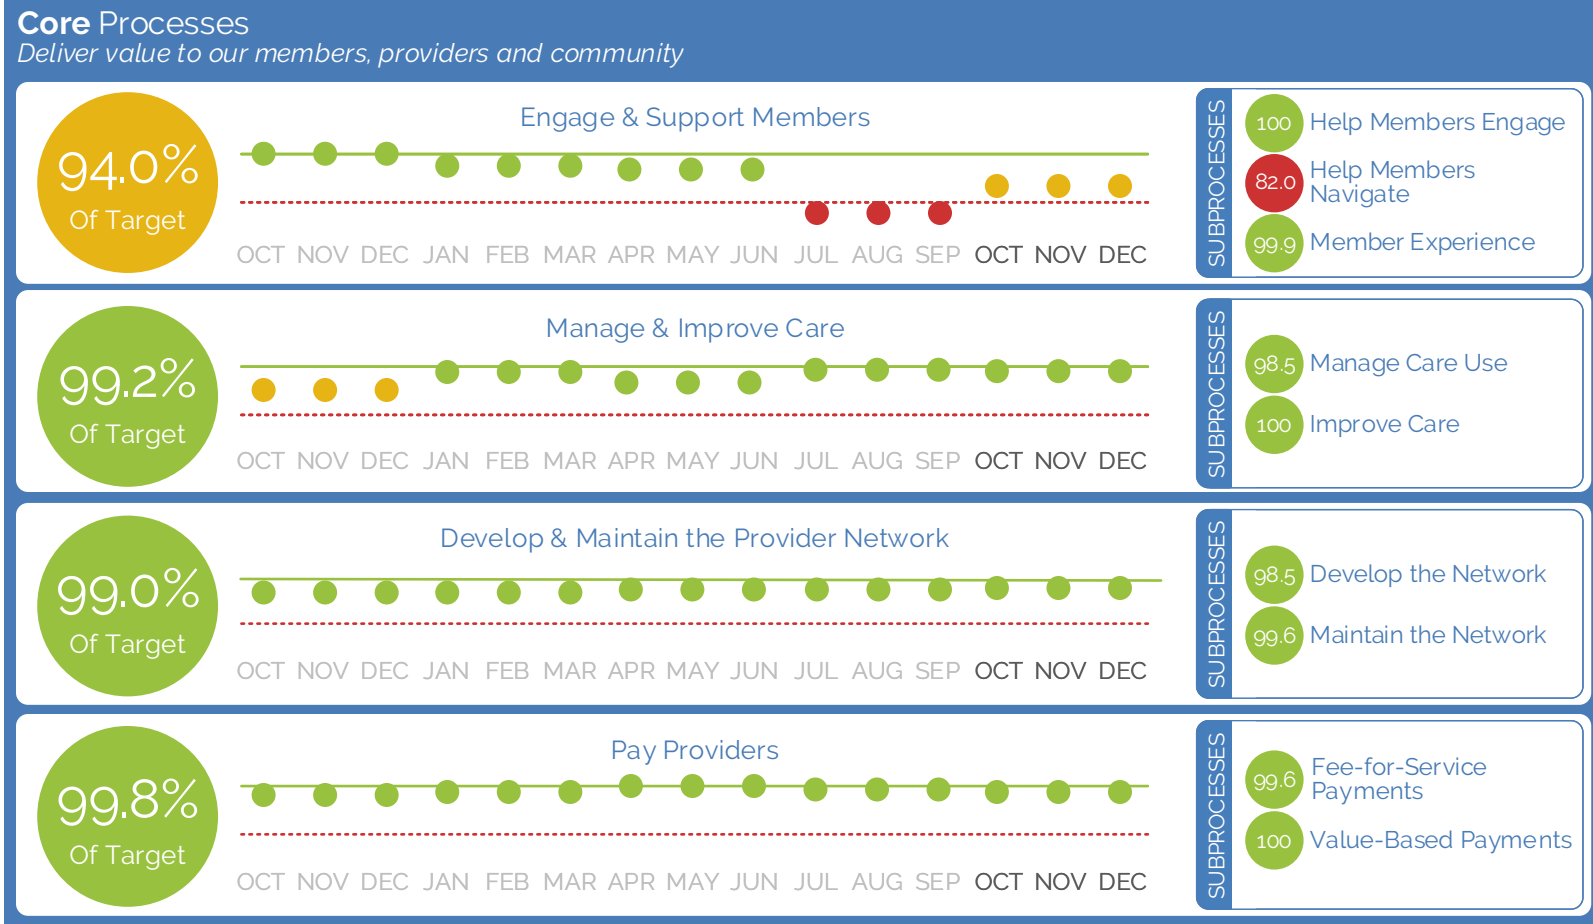 Core Processes
Deliver value to our members, providers and community
94.0%
Of Target
Engage & Support Members
OCT NOV DEC JAN FEB MAR APR MAY JUN JUL AUG SEP OCT NOV DEC
SUBPROCESSES
100 Help Members Engage
82.0 Help Members
Navigate
99.9 Member Experience
99.2%
Of Target
Manage & Improve Care
OCT NOV DEC JAN FEB MAR APR MAY JUN JUL AUG SEP OCT NOV DEC
SUBPROCESSES
98.5 Manage Care Use
100 Improve Care
99.0%
Of Target
Develop & Maintain the Provider Network
OCT NOV DEC JAN FEB MAR APR MAY JUN JUL AUG SEP OCT NOV DEC
SUBPROCESSES
98.5 Develop the Network
99.6 Maintain the Network
99.8%
Of Target
Pay Providers
OCT NOV DEC JAN FEB MAR APR MAY JUN JUL AUG SEP OCT NOV DEC
SUBPROCESSES
99.6 Fee-for-Service
Payments
100 Value-Based Payments